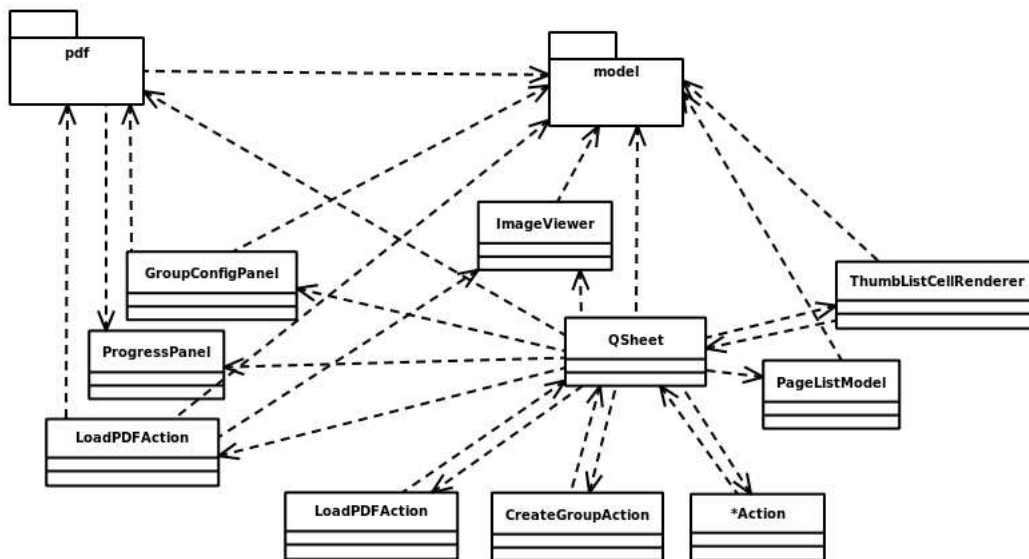 pdf
model
ImageViewer
GroupConfigPanel
ThumbListCellRenderer
QSheet
ProgressPanel
PageListModel
LoadPDFAction
LoadPDFAction
CreateGroupAction
*Action